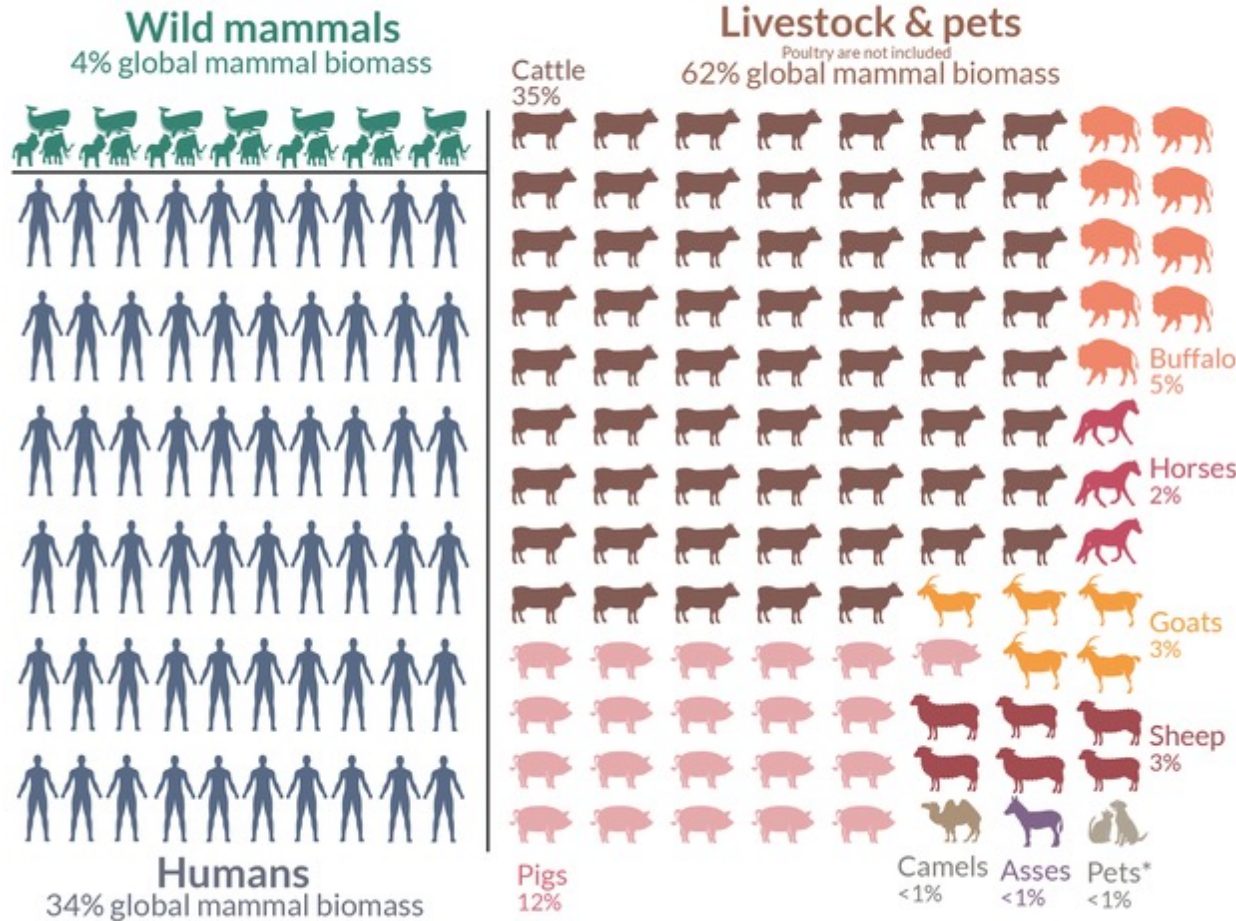 Wild mammals
4% global mammal biomass
Livestock & pets
Poultry are not included
62% global mammal biomass
Cattle
35%
Buffalo
5%
Horses
2%
Goats
3%
Sheep
3%
Humans
34% global mammal biomass
Pigs
12%
Camels
<1%
Asses
<1%
Pets*
<1%